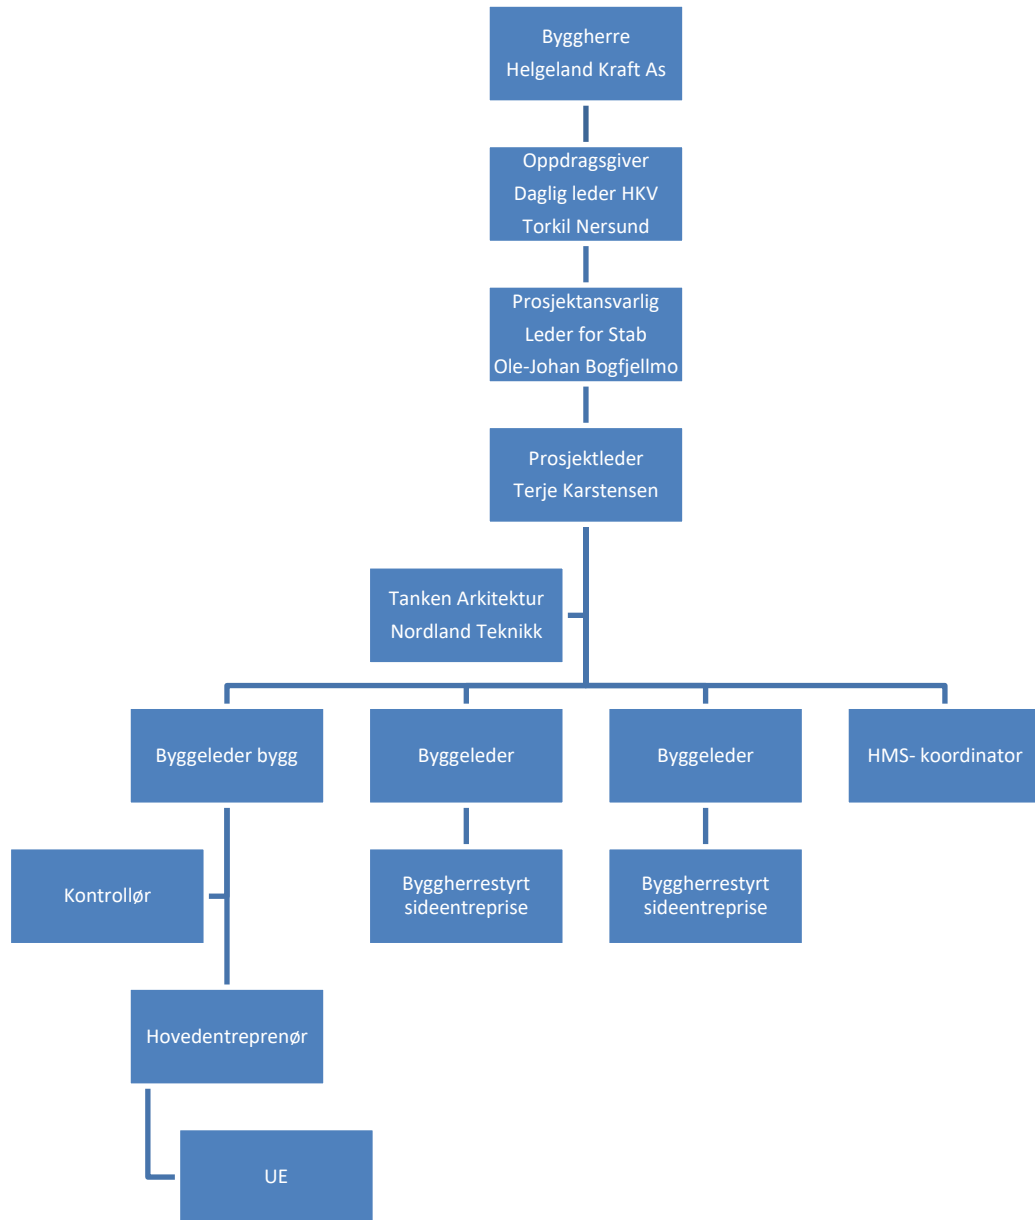 Byggherre
Helgeland Kraft As
Oppdragsgiver
Daglig leder HKV
Torkil Nersund
Prosjektansvarlig
Leder for Stab
Ole-Johan Bogfjellmo
Prosjektleder
Terje Karstensen
Tanken Arkitektur
Nordland Teknikk
Byggeleder bygg
Byggeleder
Byggeleder
HMS- koordinator
Kontrollør
Byggherrestyrt
sideentreprise
Byggherrestyrt
sideentreprise
Hovedentreprenør
UE